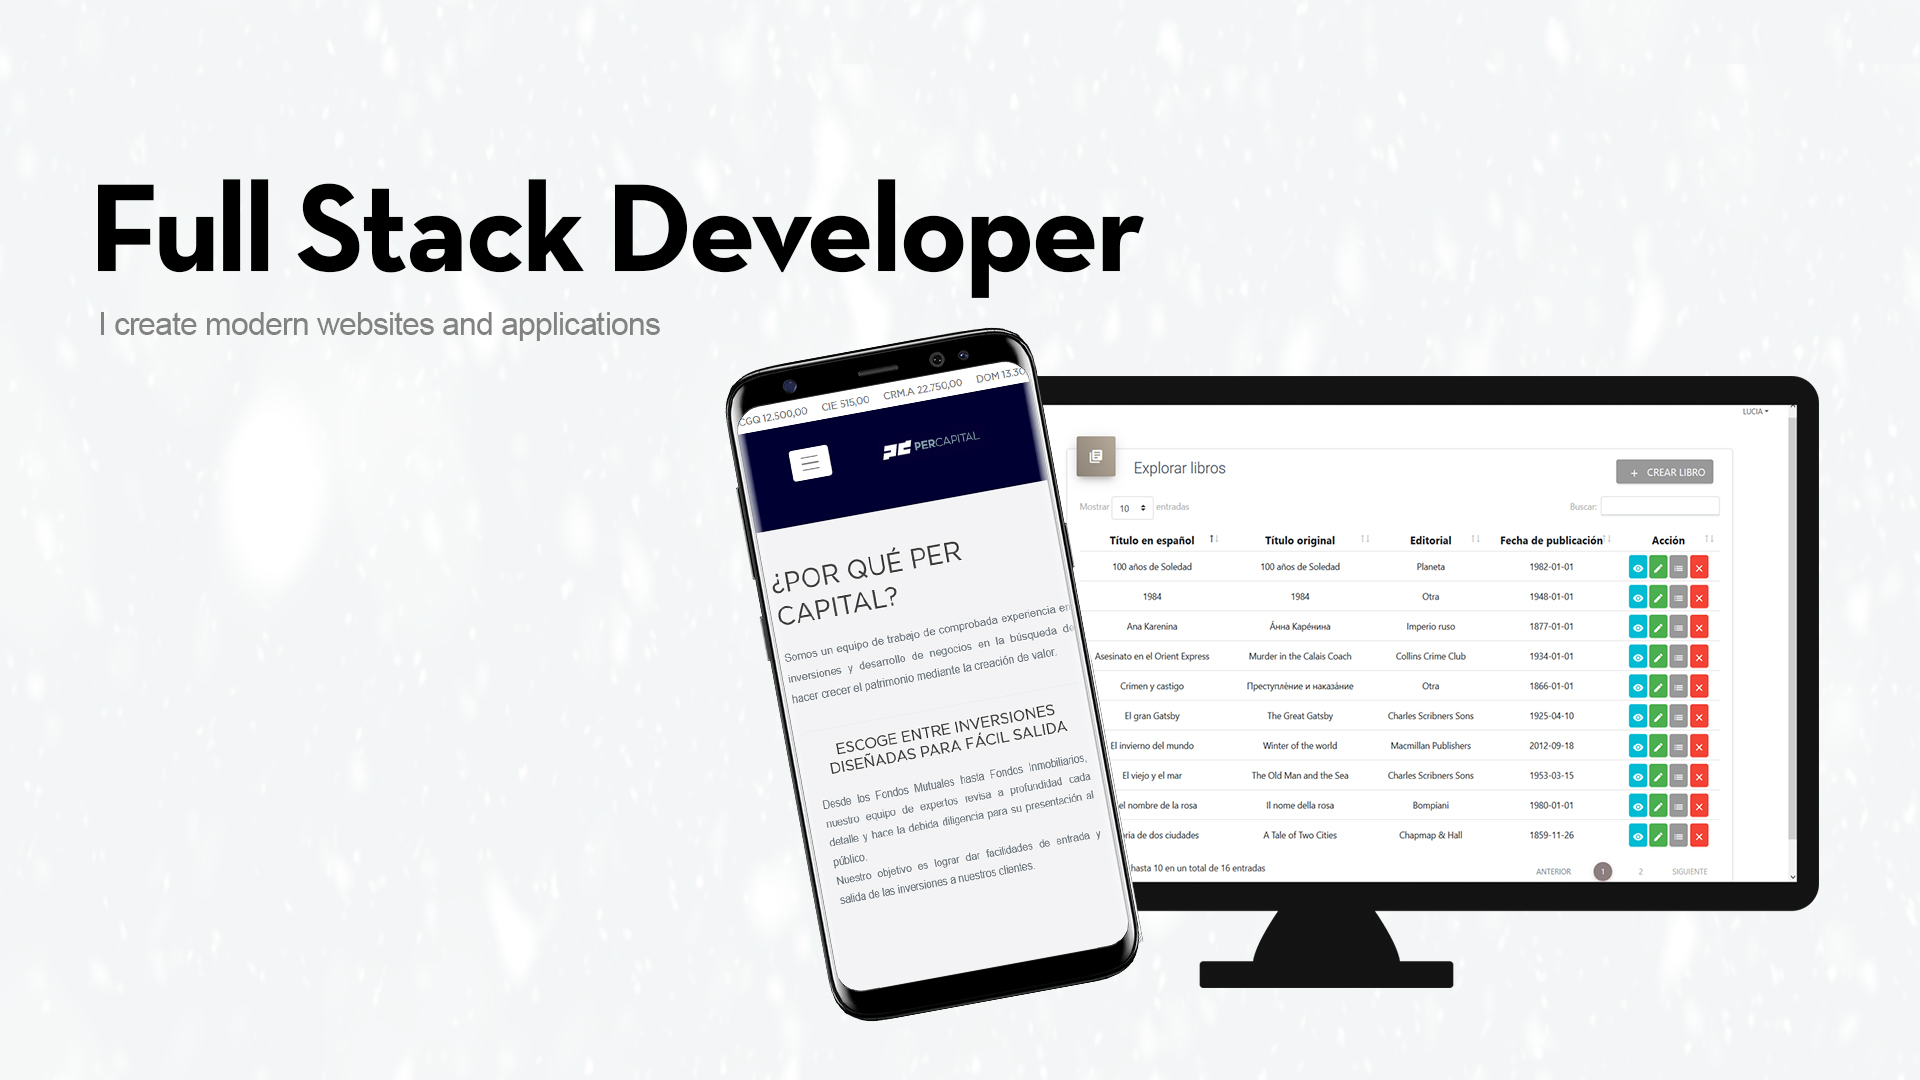 Full Stack Developer
I create modern websites and applications
CGQ 12.500,00 CIE 515,00 CRM.A 22.750,00 DOM 13.30
PERCAPITAL
¿POR QUÉ PER
CAPITAL?
Somos un equipo de trabajo de comprobada experiencia en
inversiones y desarrollo de negocios en la búsqueda de
hacer crecer el patrimonio mediante la creación de valor.
ESCOGE ENTRE INVERSIONES
DISEÑADAS PARA FÁCIL SALIDA
Desde los Fondos Mutuales hasta Fondos Inmobiliarios,
nuestro equipo de expertos revisa a profundidad cada
detalle y hace la debida diligencia para su presentación al
público.
Nuestro objetivo es lograr dar facilidades de entrada y
salida de las inversiones a nuestros clientes.
LUCIA
Explorar libros
+ CREAR LIBRO
Mostrar 10 entradas Buscar:
Título en español Título original Editorial Fecha de publicación Acción
100 años de Soledad 100 años de Soledad Planeta 1982-01-01
1984 1984 Otra 1948-01-01
Ana Karenina Áнна Карéнина Imperio ruso 1877-01-01
Asesinato en el Orient Express Murder in the Calais Coach Collins Crime Club 1934-01-01
Crimen y castigo Преступлéние и наказáние Otra 1866-01-01
El gran Gatsby The Great Gatsby Charles Scribners Sons 1925-04-10
El invierno del mundo Winter of the world Macmillan Publishers 2012-09-18
El viejo y el mar The Old Man and the Sea Charles Scribners Sons 1953-03-15
el nombre de la rosa Il nome della rosa Bompiani 1980-01-01
ria de dos ciudades A Tale of Two Cities Chapmap & Hall 1859-11-26
hasta 10 en un total de 16 entradas
ANTERIOR 1 2 SIGUIENTE